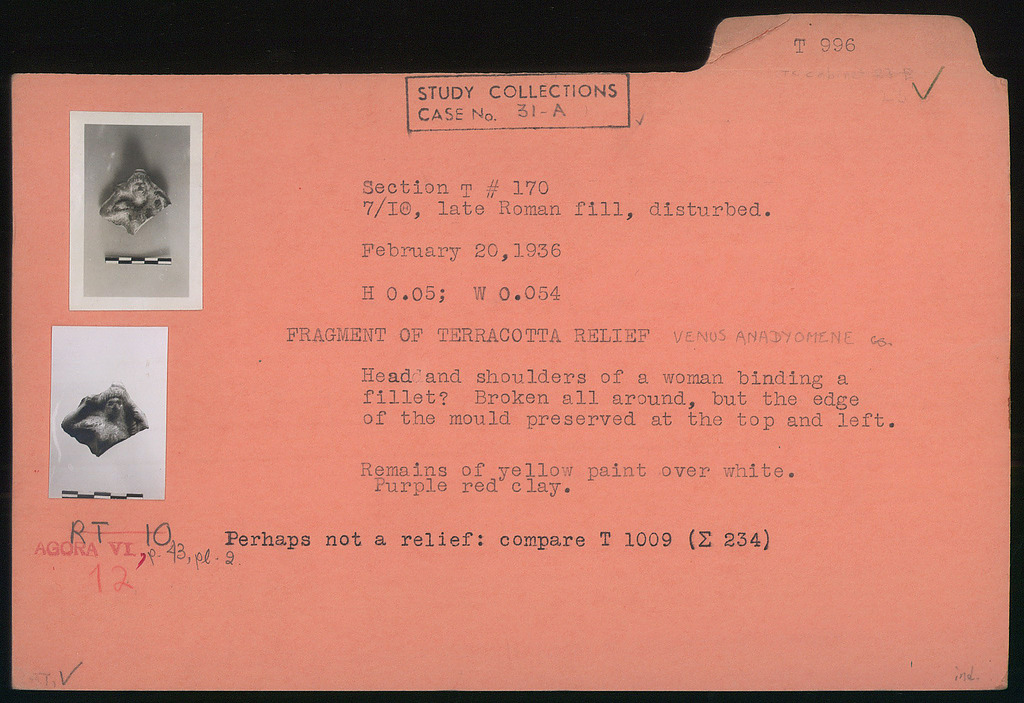 T 996
STUDY COLLECTIONS
CASE No. 31-A
Section T # 170
7/ΙΘ, late Roman fill, disturbed.
February 20,1936
H 0.05; W 0.054
FRAGMENT OF TERRACOTTA RELIEF VENUS ANADYOMENE
Head and shoulders of a woman binding a
fillet? Broken all around, but the edge
of the mould preserved at the top and left.
Remains of yellow paint over white.
Purple red clay.
RT 10
Perhaps not a relief: compare T 1009 (Σ 234)
AGORA VI, p. 43, pl. 2
12
ind.